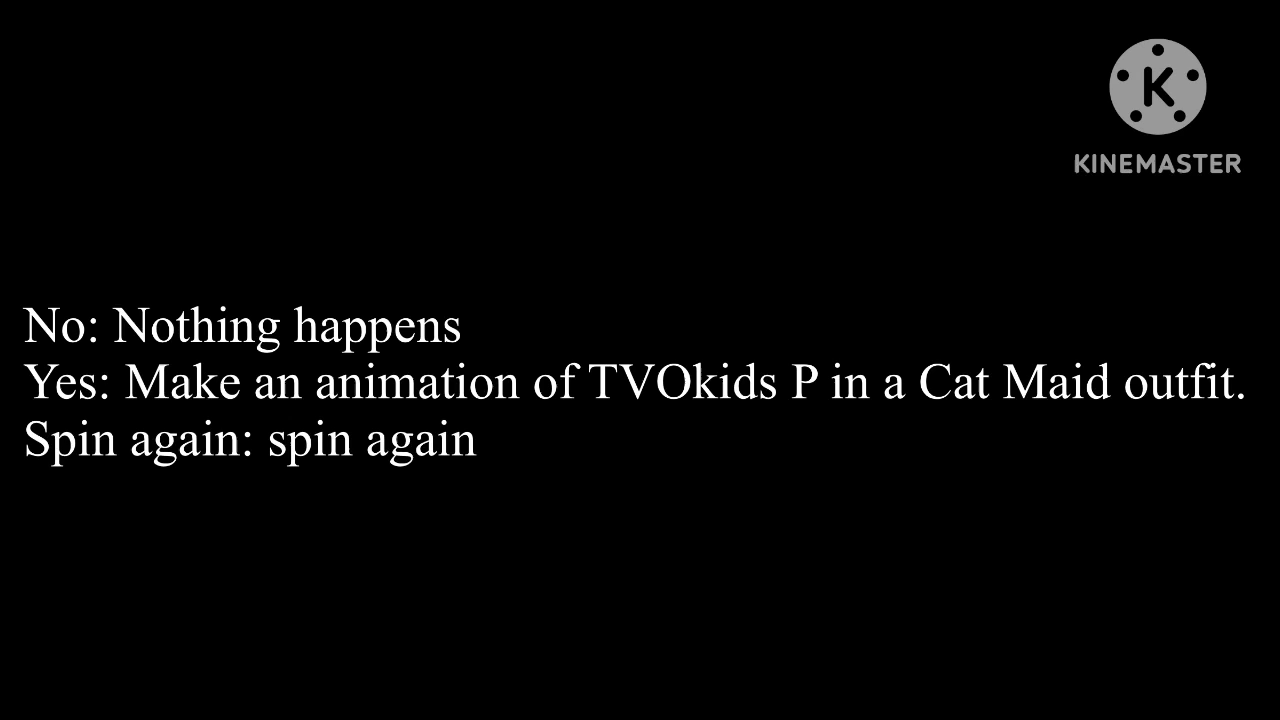 K
KINEMASTER
No: Nothing happens
Yes: Make an animation of TVOkids P in a Cat Maid outfit.
Spin again: spin again